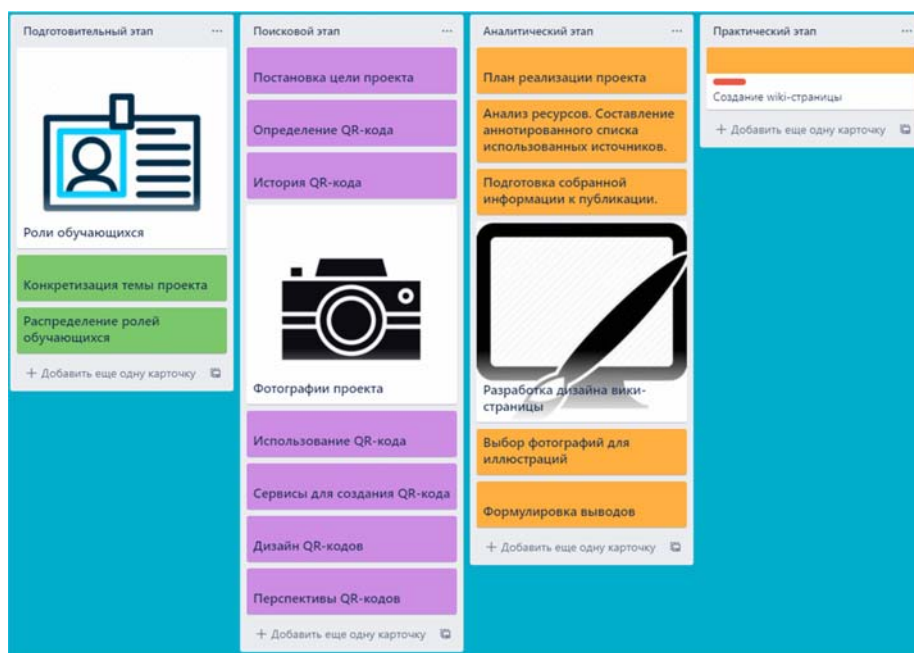 Подготовительный этап
Роли обучающихся
Конкретизация темы проекта
Распределение ролей
обучающихся
+ Добавить еще одну карточку
Поисковой этап
Постановка цели проекта
Определение QR-кода
История QR-кода
Фотографии проекта
Использование QR-кода
Сервисы для создания QR-кода
Дизайн QR-кодов
Перспективы QR-кодов
+ Добавить еще одну карточку
Аналитический этап
План реализации проекта
Анализ ресурсов. Составление
аннотированного списка
использованных источников.
Подготовка собранной
информации к публикации.
Разработка дизайна вики-
страницы
Выбор фотографий для
иллюстраций
Формулировка выводов
+ Добавить еще одну карточку
Практический этап
Создание wiki-страницы
+ Добавить еще одну карточку